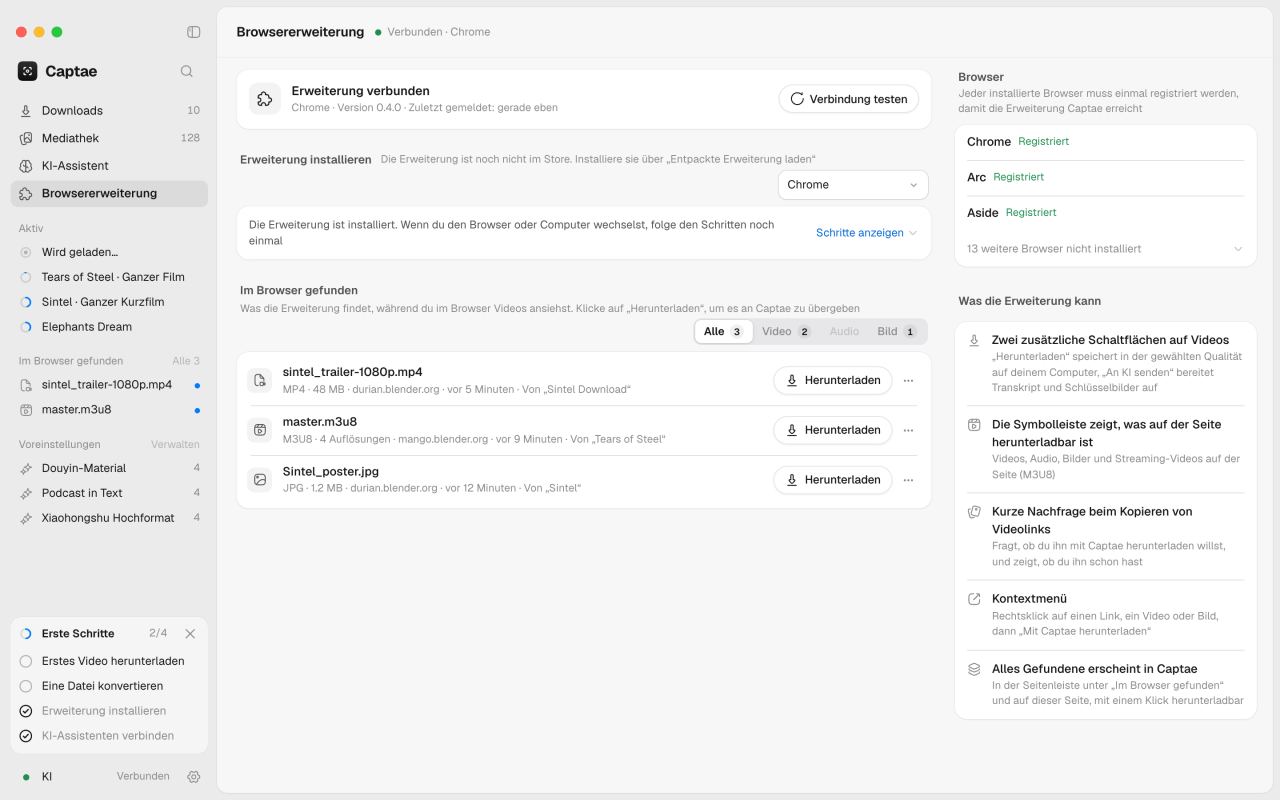 Captae
Downloads 10
Mediathek 128
KI-Assistent
Browsererweiterung
Aktiv
Wird geladen…
Tears of Steel · Ganzer Film
Sintel · Ganzer Kurzfilm
Elephants Dream
Im Browser gefunden Alle 3
sintel_trailer-1080p.mp4
master.m3u8
Voreinstellungen Verwalten
Douyin-Material 4
Podcast in Text 4
Xiaohongshu Hochformat 4
Erste Schritte 2/4
Erstes Video herunterladen
Eine Datei konvertieren
Erweiterung installieren
KI-Assistenten verbinden
KI Verbunden
Browsererweiterung Verbunden · Chrome
Erweiterung verbunden
Chrome · Version 0.4.0 · Zuletzt gemeldet: gerade eben
Verbindung testen
Erweiterung installieren Die Erweiterung ist noch nicht im Store. Installiere sie über „Entpackte Erweiterung laden“
Chrome
Die Erweiterung ist installiert. Wenn du den Browser oder Computer wechselst, folge den Schritten noch
einmal
Schritte anzeigen
Im Browser gefunden
Was die Erweiterung findet, während du im Browser Videos ansiehst. Klicke auf „Herunterladen“, um es an Captae zu übergeben
Alle 3 Video 2 Audio Bild 1
sintel_trailer-1080p.mp4
MP4 · 48 MB · durian.blender.org · vor 5 Minuten · Von „Sintel Download“
Herunterladen
master.m3u8
M3U8 · 4 Auflösungen · mango.blender.org · vor 9 Minuten · Von „Tears of Steel“
Herunterladen
Sintel_poster.jpg
JPG · 1.2 MB · durian.blender.org · vor 12 Minuten · Von „Sintel“
Herunterladen
Browser
Jeder installierte Browser muss einmal registriert werden,
damit die Erweiterung Captae erreicht
Chrome Registriert
Arc Registriert
Aside Registriert
13 weitere Browser nicht installiert
Was die Erweiterung kann
Zwei zusätzliche Schaltflächen auf Videos
„Herunterladen“ speichert in der gewählten Qualität
auf deinem Computer, „An KI senden“ bereitet
Transkript und Schlüsselbilder auf
Die Symbolleiste zeigt, was auf der Seite
herunterladbar ist
Videos, Audio, Bilder und Streaming-Videos auf der
Seite (M3U8)
Kurze Nachfrage beim Kopieren von
Videolinks
Fragt, ob du ihn mit Captae herunterladen willst,
und zeigt, ob du ihn schon hast
Kontextmenü
Rechtsklick auf einen Link, ein Video oder Bild,
dann „Mit Captae herunterladen“
Alles Gefundene erscheint in Captae
In der Seitenleiste unter „Im Browser gefunden“
und auf dieser Seite, mit einem Klick herunterladbar